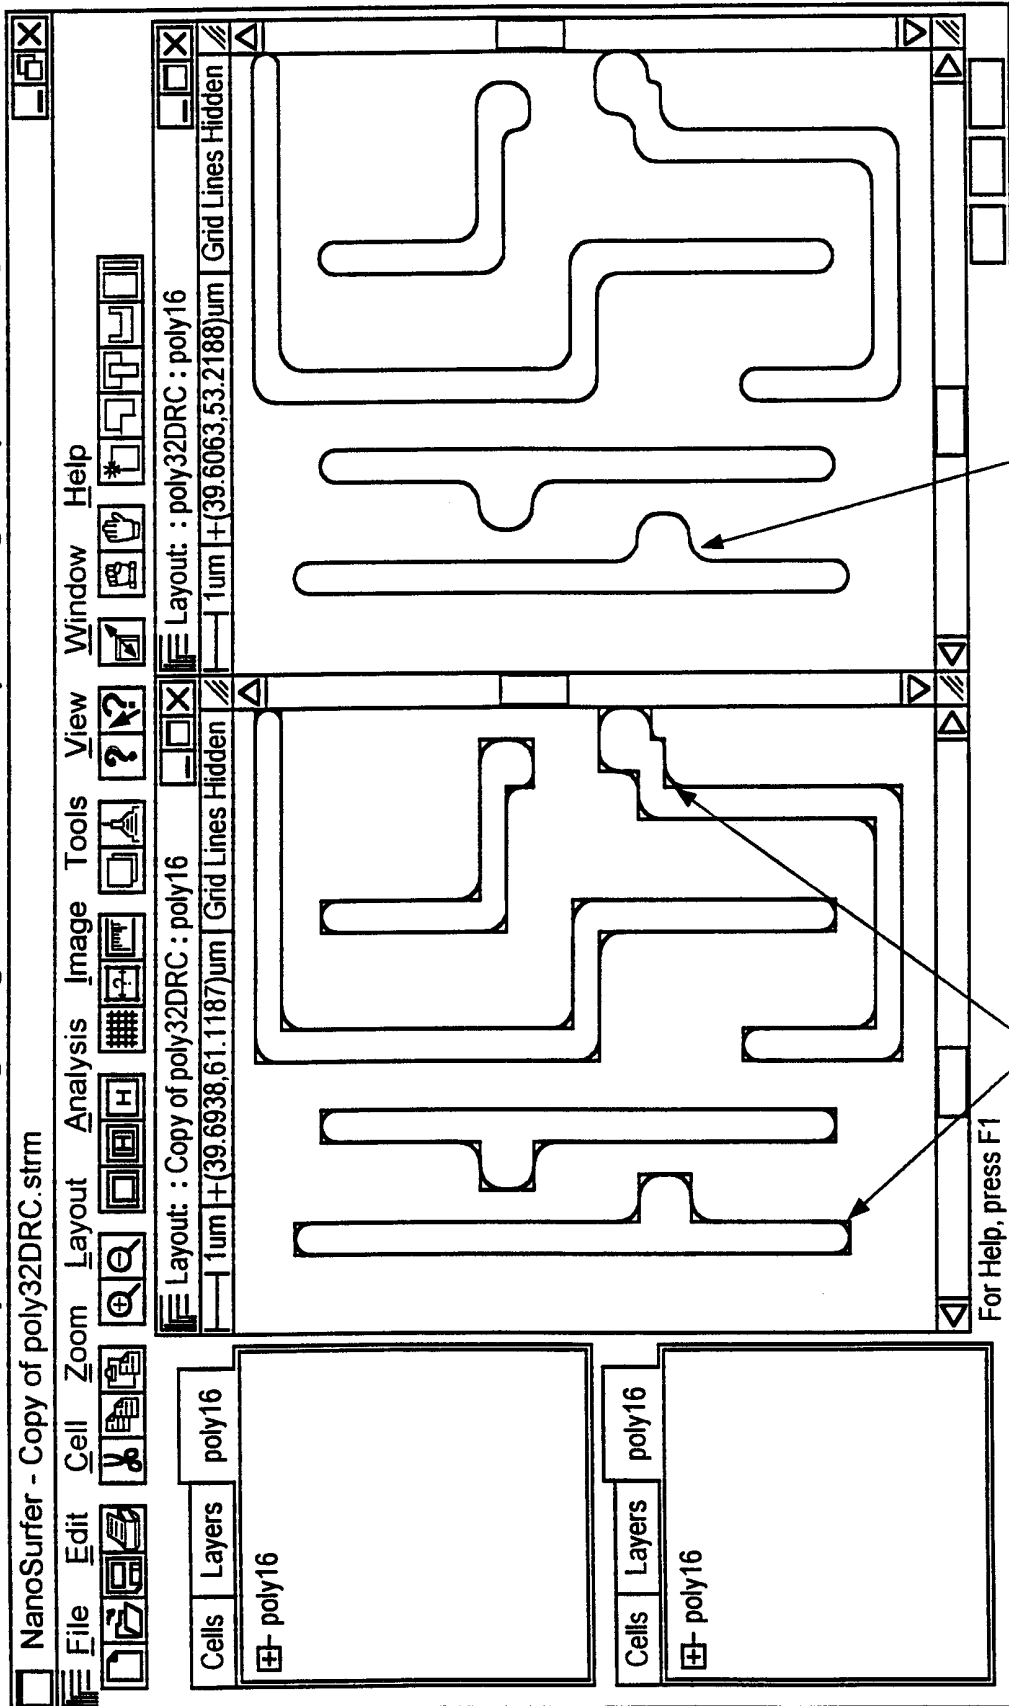 NanoSurfer - Copy of poly32DRC.strm
File Edit Cell Zoom Layout Analysis Image Tools View Window Help
Cells Layers poly16
poly16
Cells Layers poly16
poly16
Layout: : Copy of poly32DRC : poly16
1um +(39.6938,61.1187)um Grid Lines Hidden
Layout: : poly32DRC : poly16
1um +(39.6063,53.2188)um Grid Lines Hidden
For Help, press F1